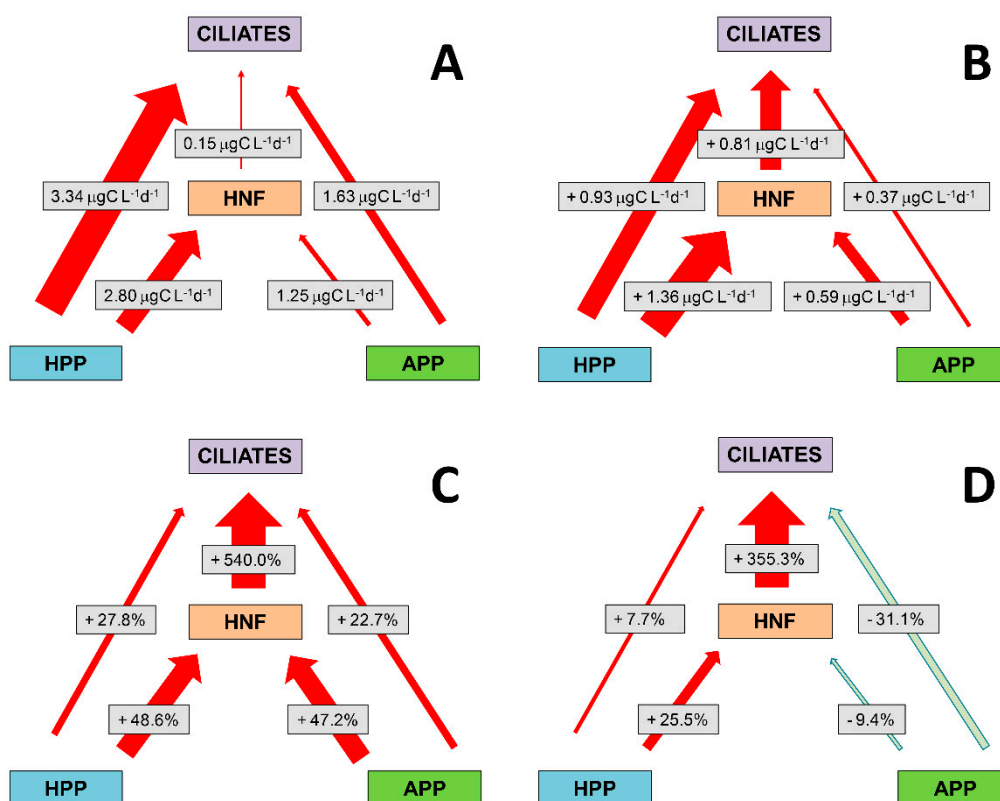 CILIATES
A
0.15 µgC L⁻¹d⁻¹
3.34 µgC L⁻¹d⁻¹
HNF
1.63 µgC L⁻¹d⁻¹
2.80 µgC L⁻¹d⁻¹
1.25 µgC L⁻¹d⁻¹
HPP
APP
CILIATES
B
+ 0.81 µgC L⁻¹d⁻¹
+ 0.93 µgC L⁻¹d⁻¹
HNF
+ 0.37 µgC L⁻¹d⁻¹
+ 1.36 µgC L⁻¹d⁻¹
+ 0.59 µgC L⁻¹d⁻¹
HPP
APP
CILIATES
C
+ 540.0%
+ 27.8%
HNF
+ 22.7%
+ 48.6%
+ 47.2%
HPP
APP
CILIATES
D
+ 355.3%
+ 7.7%
HNF
- 31.1%
+ 25.5%
- 9.4%
HPP
APP